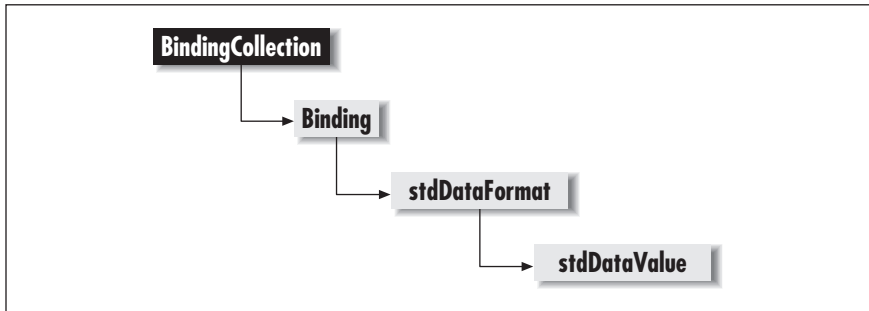 BindingCollection
Binding
stdDataFormat
stdDataValue